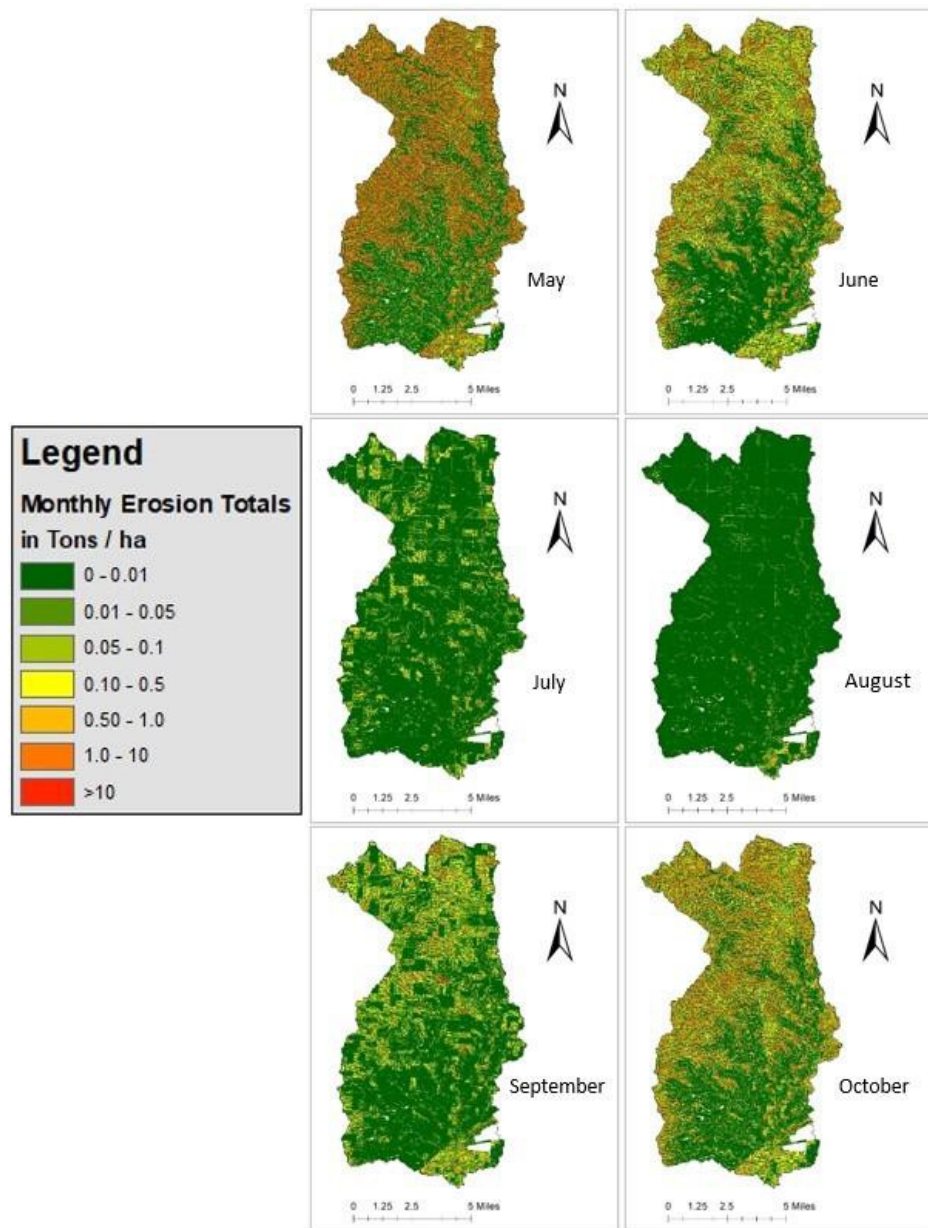 N
May
0 1.25 2.5 5 Miles
N
June
0 1.25 2.5 5 Miles
Legend
Monthly Erosion Totals
in Tons / ha
0 - 0.01
0.01 - 0.05
0.05 - 0.1
0.10 - 0.5
0.50 - 1.0
1.0 - 10
>10
N
July
0 1.25 2.5 5 Miles
N
August
0 1.25 2.5 5 Miles
N
September
0 1.25 2.5 5 Miles
N
October
0 1.25 2.5 5 Miles